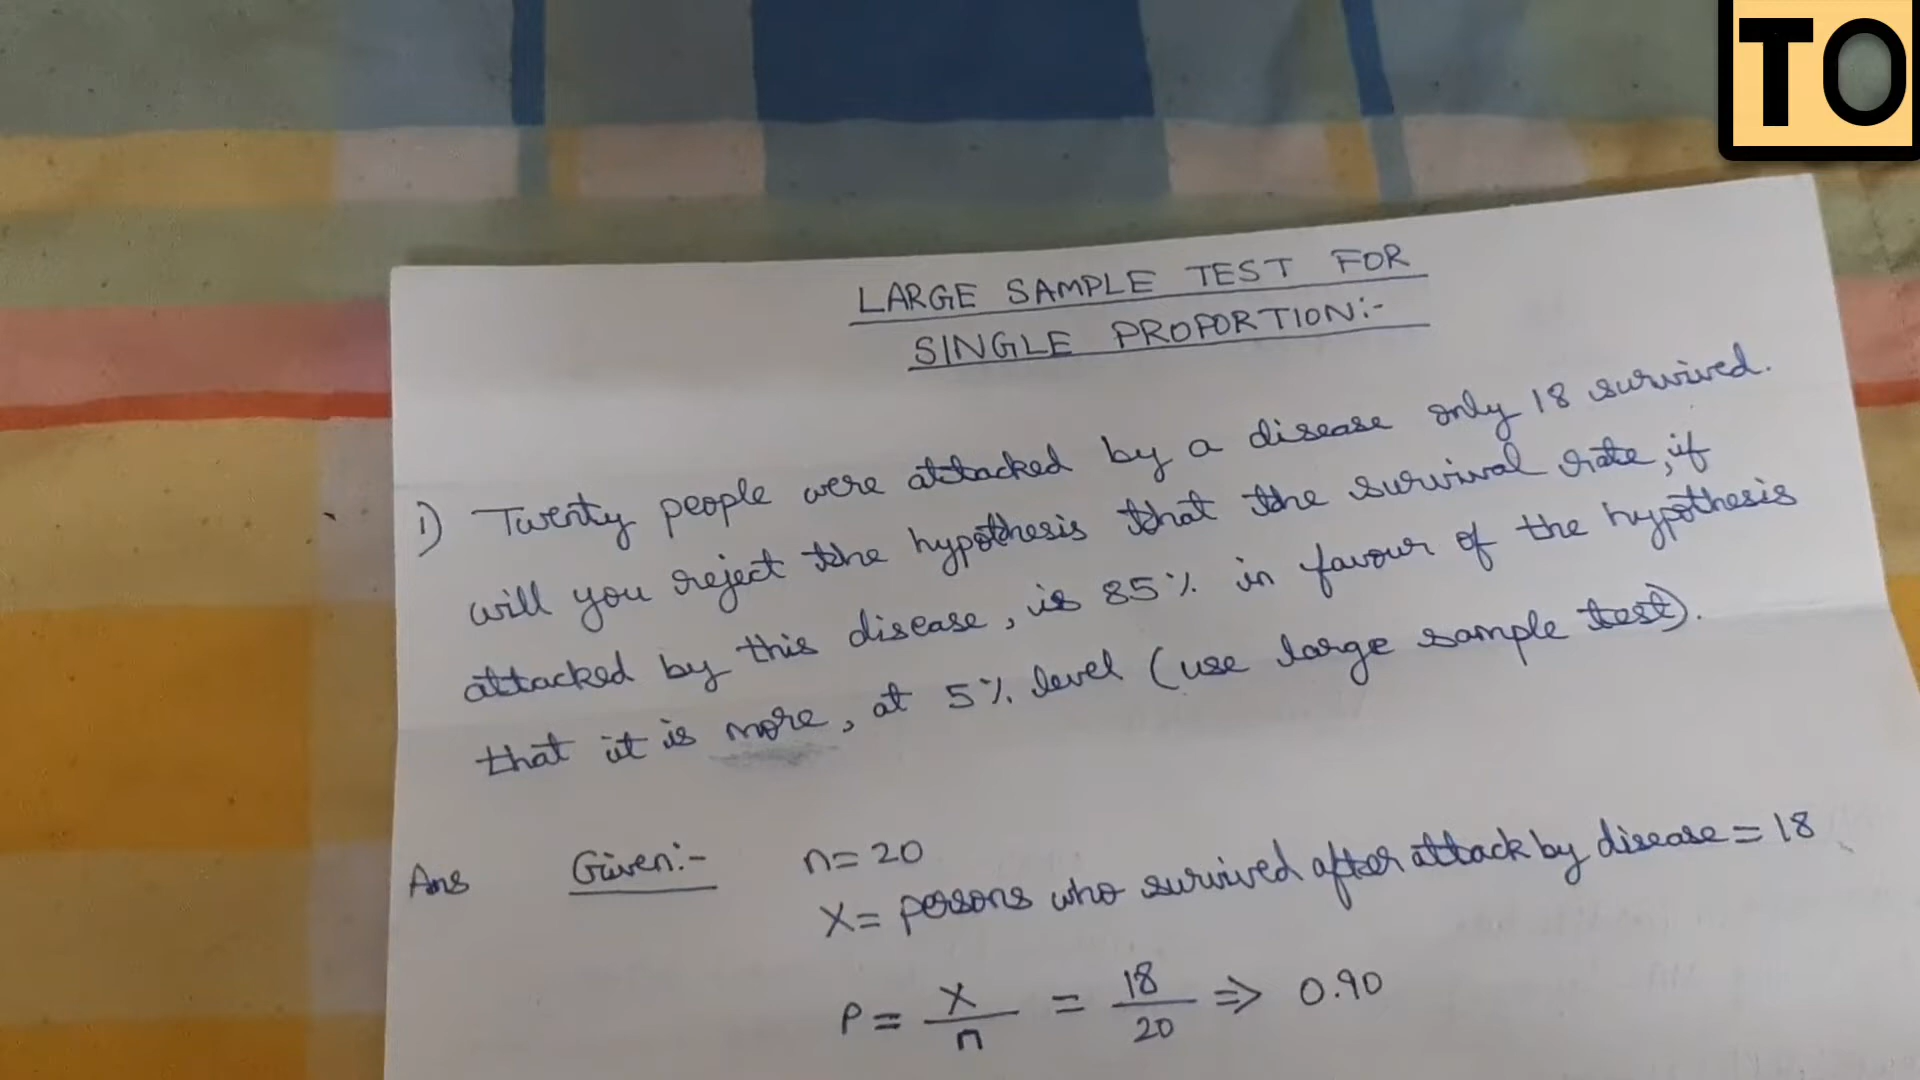 TO
LARGE SAMPLE TEST FOR
SINGLE PROPORTION:-
1) Twenty people were attacked by a disease only 18 survived.
will you reject the hypothesis that the survival rate, if
attacked by this disease, is 85% in favour of the hypothesis
that it is more, at 5% level (use large sample test).
Ans Given:- n=20
X= persons who survived after attack by disease = 18
P = X/n = 18/20 ⇒ 0.90